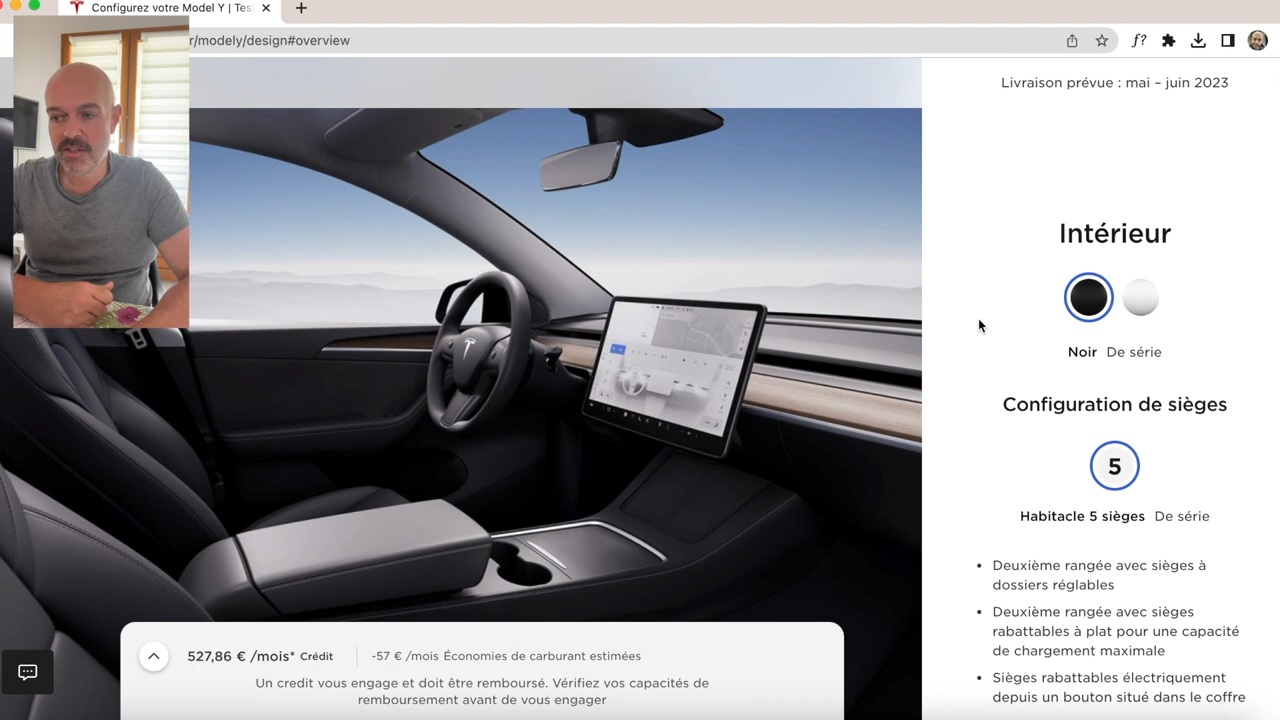 Configurez votre Model Y | Tes
r/modely/design#overview
f?
Livraison prévue : mai – juin 2023
Intérieur
Noir De série
Configuration de sièges
5
Habitacle 5 sièges De série
• Deuxième rangée avec sièges à
dossiers réglables
• Deuxième rangée avec sièges
rabattables à plat pour une capacité
de chargement maximale
• Sièges rabattables électriquement
depuis un bouton situé dans le coffre
527,86 € /mois* Crédit
-57 € /mois Économies de carburant estimées
Un credit vous engage et doit être remboursé. Vérifiez vos capacités de
remboursement avant de vous engager